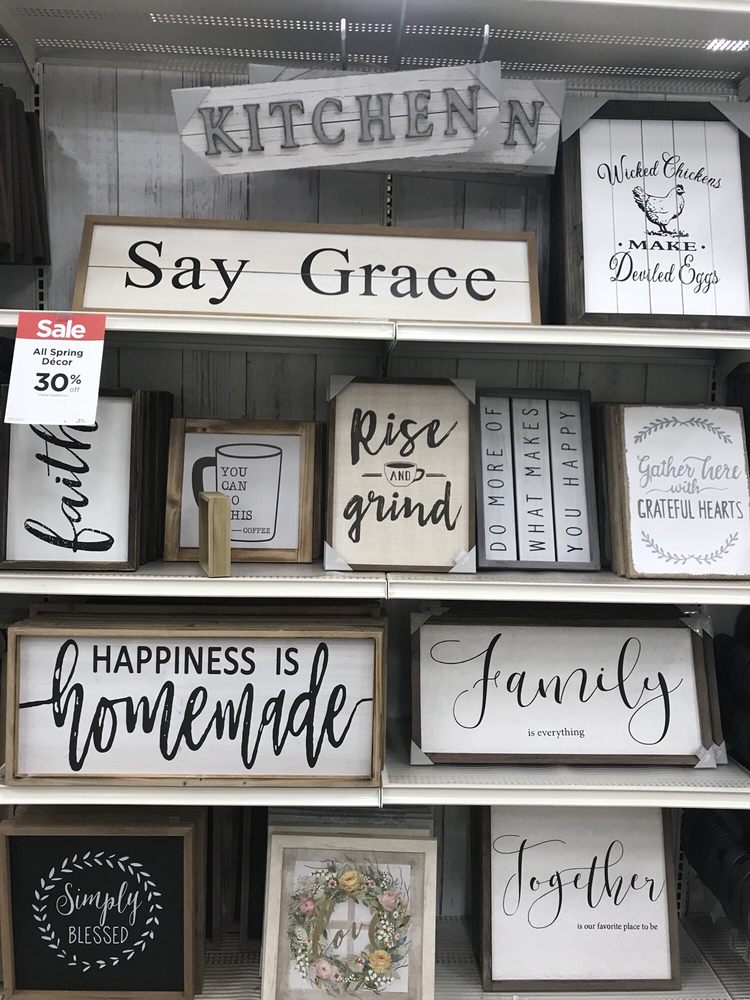 KITCHEN
N
Wicked Chickens
• MAKE •
Deviled Eggs
Say Grace
Sale
All Spring
Décor
30% off
faith
YOU
CAN
DO
THIS
— COFFEE
Rise
AND
grind
DO MORE OF
WHAT MAKES
YOU HAPPY
Gather here
with
GRATEFUL HEARTS
HAPPINESS IS
homemade
Family
is everything
Simply
BLESSED
love
Together
is our favorite place to be